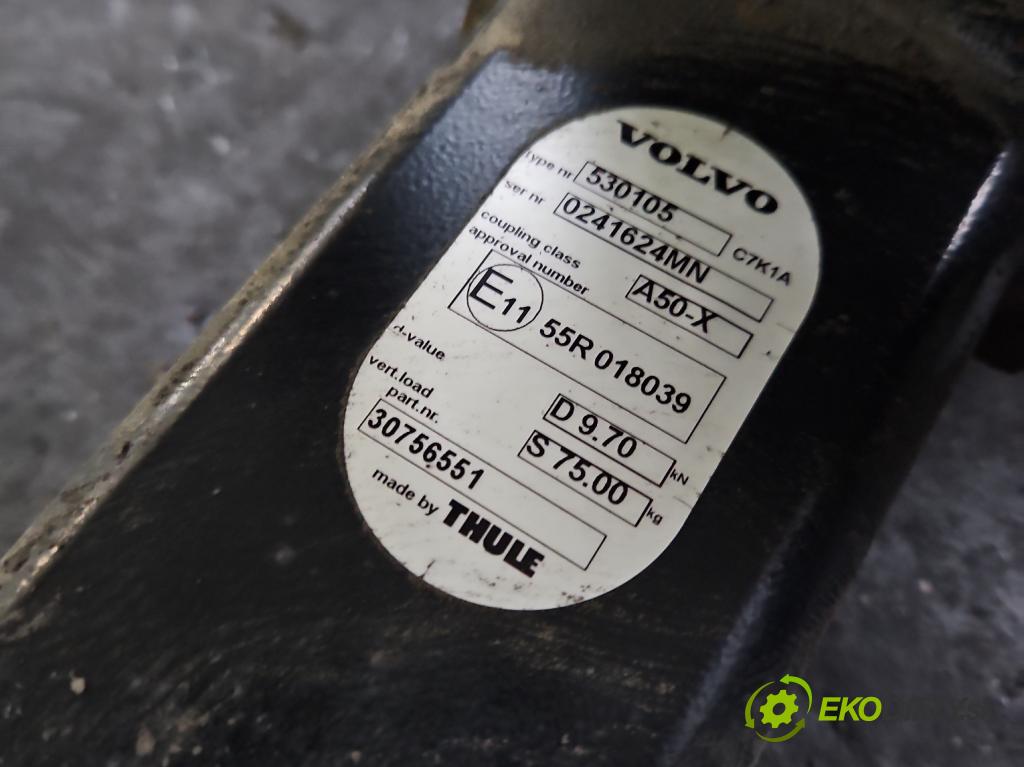 VOLVO
type nr 530105 C7K1A
ser nr 0241624MN
coupling class A50-X
approval number
E11 55R 018039
d-value D 9.70 kN
vert.load S 75.00 kg
part.nr.
30756551
made by THULE
EKO